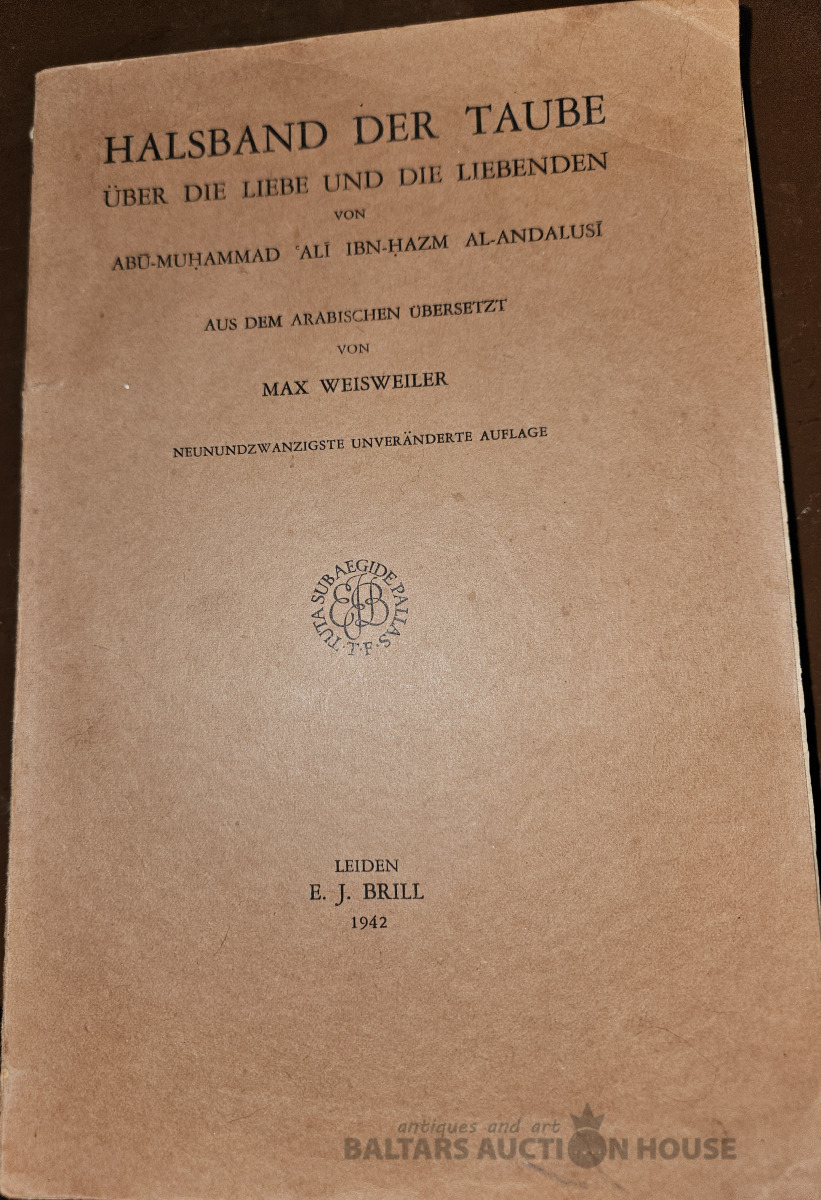 HALSBAND DER TAUBE
ÜBER DIE LIEBE UND DIE LIEBENDEN
VON
ABŪ-MUḤAMMAD ʿALĪ IBN-ḤAZM AL-ANDALUSĪ
AUS DEM ARABISCHEN ÜBERSETZT
VON
MAX WEISWEILER
NEUNUNDZWANZIGSTE UNVERÄNDERTE AUFLAGE
TUTA SUB AEGIDE PALLAS
EJB
·T·F·
LEIDEN
E. J. BRILL
1942
antiques and art
BALTARS AUCTION HOUSE